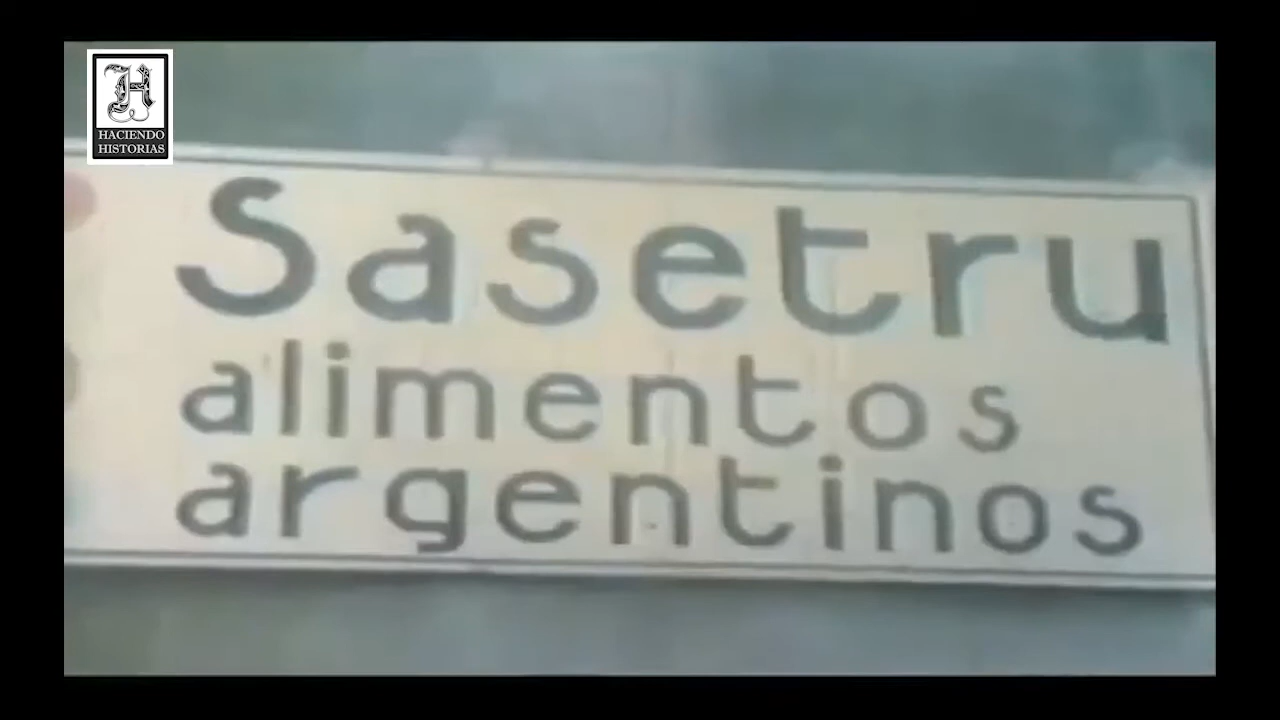 H
HACIENDO
HISTORIAS
Sasetru
alimentos
argentinos